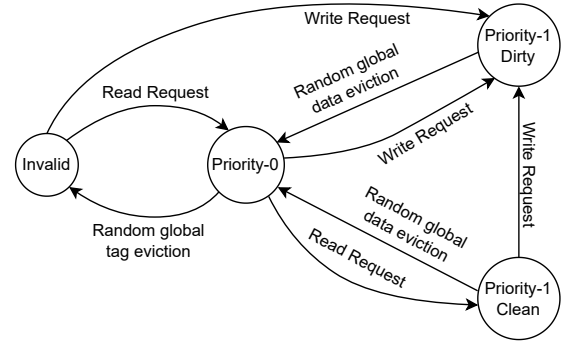 Write Request
Priority-1
Dirty
Random global
data eviction
Read Request
Write Request
Invalid
Priority-0
Write Request
Random global
data eviction
Random global
tag eviction
Read Request
Priority-1
Clean